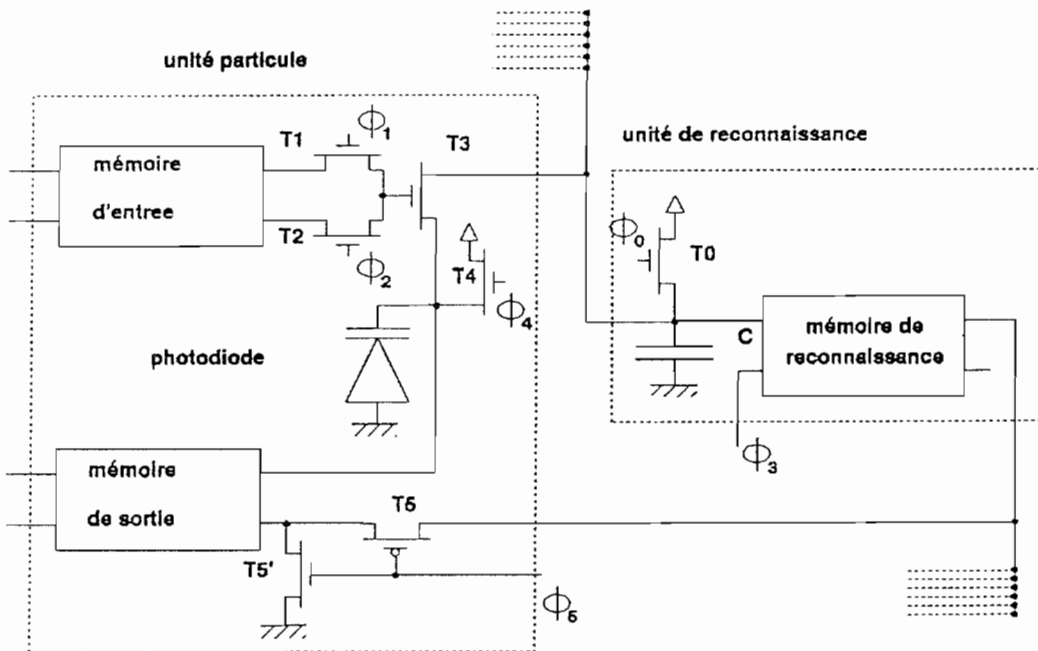 unité particule
unité de reconnaissance
Φ1
T1
T3
mémoire
d'entree
T2
Φ2
Φ0
T0
T4
Φ4
photodiode
C
mémoire de
reconnaissance
Φ3
mémoire
de sortie
T5
T5'
Φ5